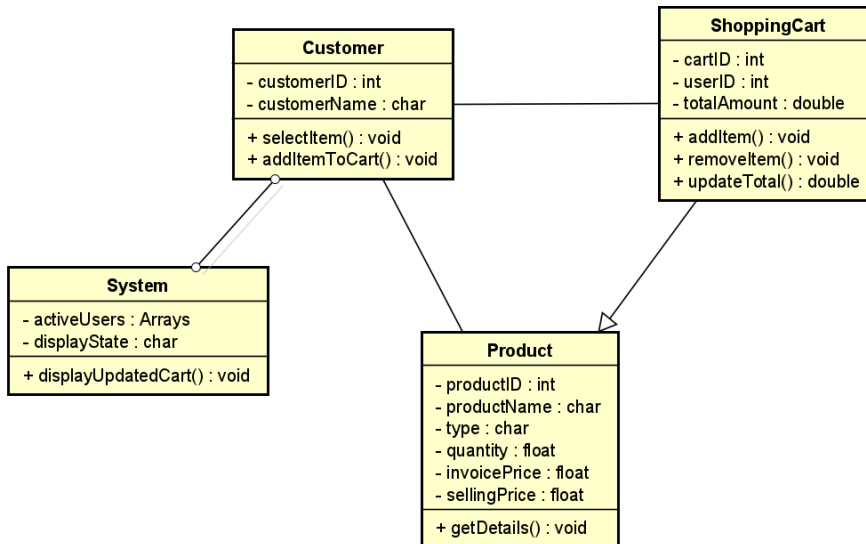 Customer
- customerID : int
- customerName : char
+ selectItem() : void
+ addItemToCart() : void
ShoppingCart
- cartID : int
- userID : int
- totalAmount : double
+ addItem() : void
+ removeItem() : void
+ updateTotal() : double
System
- activeUsers : Arrays
- displayState : char
+ displayUpdatedCart() : void
Product
- productID : int
- productName : char
- type : char
- quantity : float
- invoicePrice : float
- sellingPrice : float
+ getDetails() : void